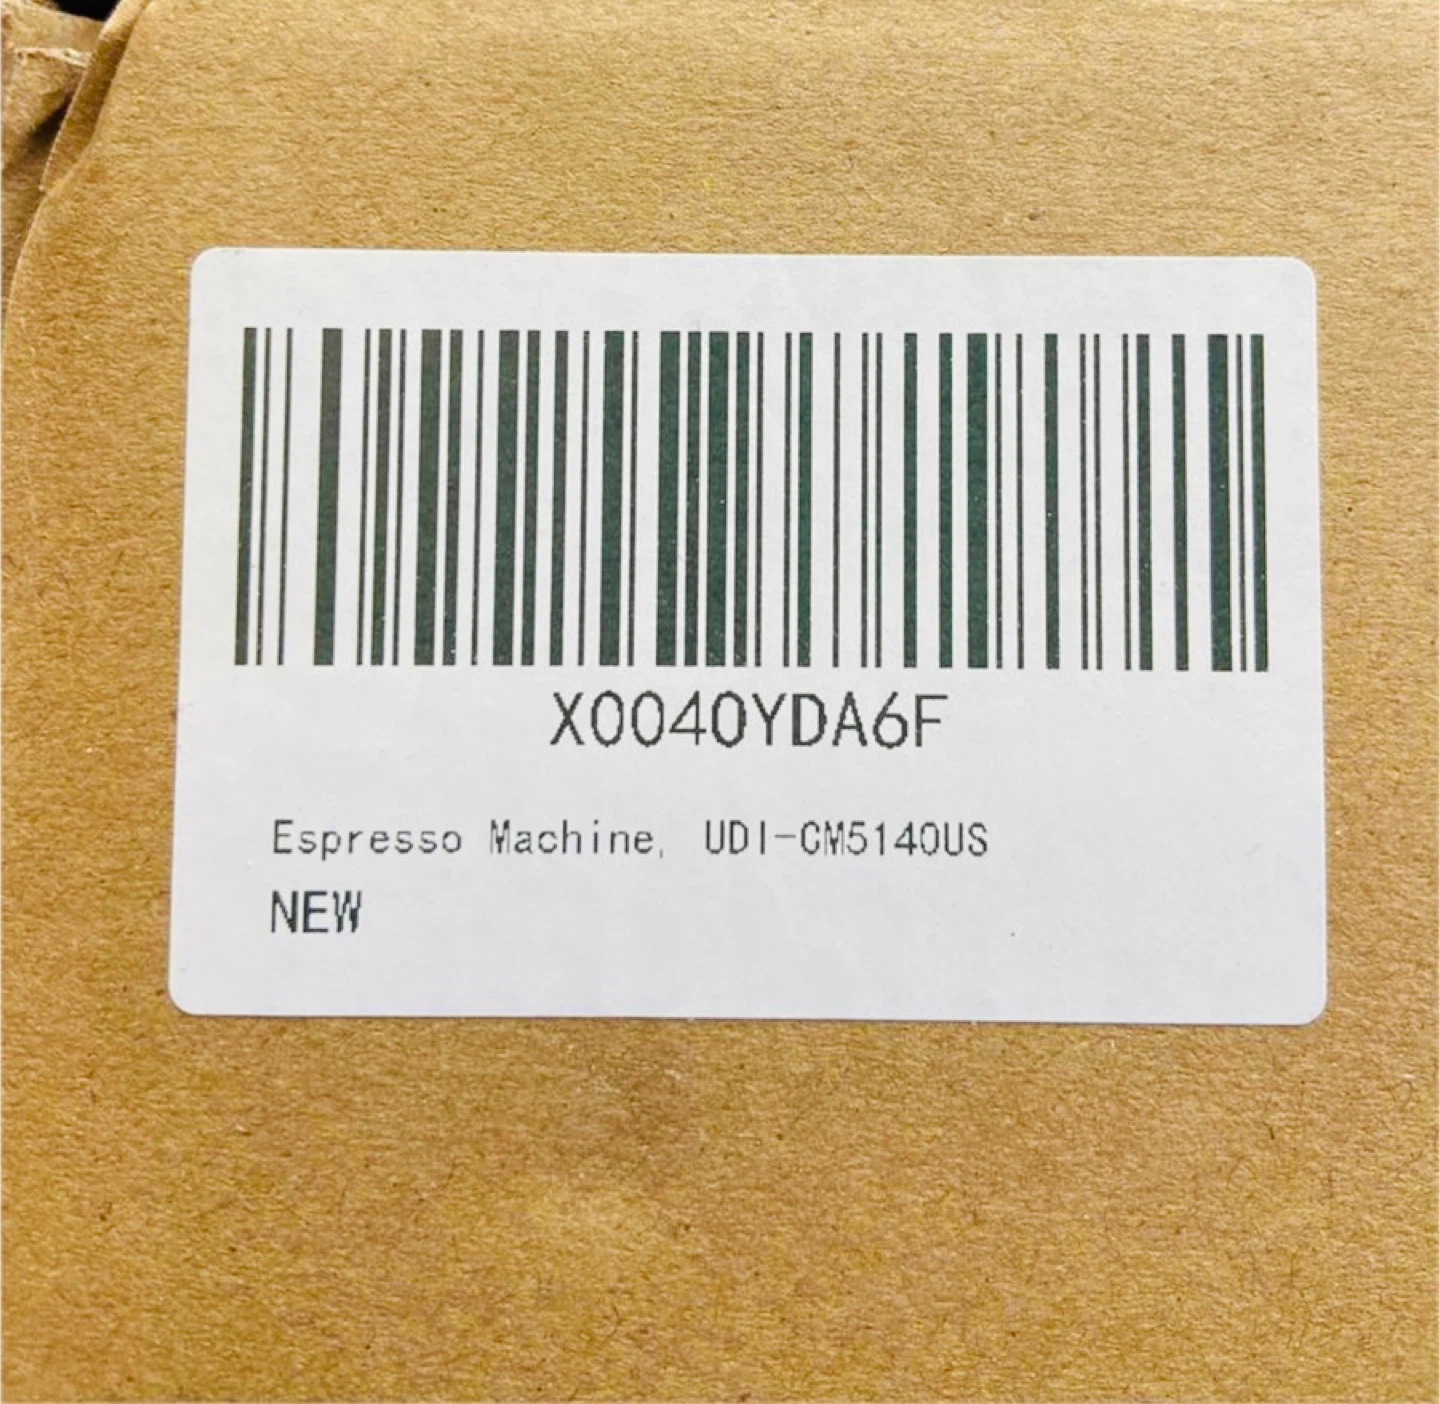 X0040YDA6F
Espresso Machine, UDI-CM5140US
NEW